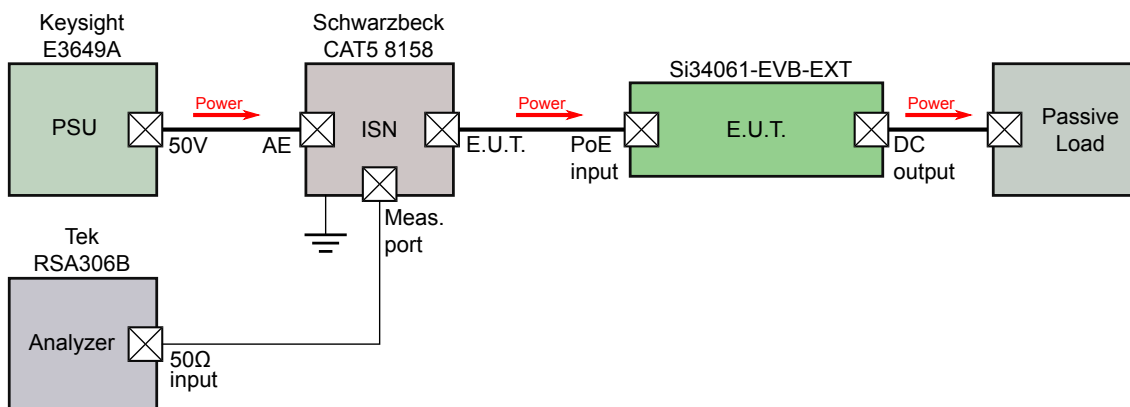 Keysight
E3649A
PSU
50V
Power
Schwarzbeck
CAT5 8158
AE
ISN
E.U.T.
Meas.
port
Power
Si34061-EVB-EXT
PoE
input
E.U.T.
DC
output
Power
Passive
Load
Tek
RSA306B
Analyzer
50Ω
input